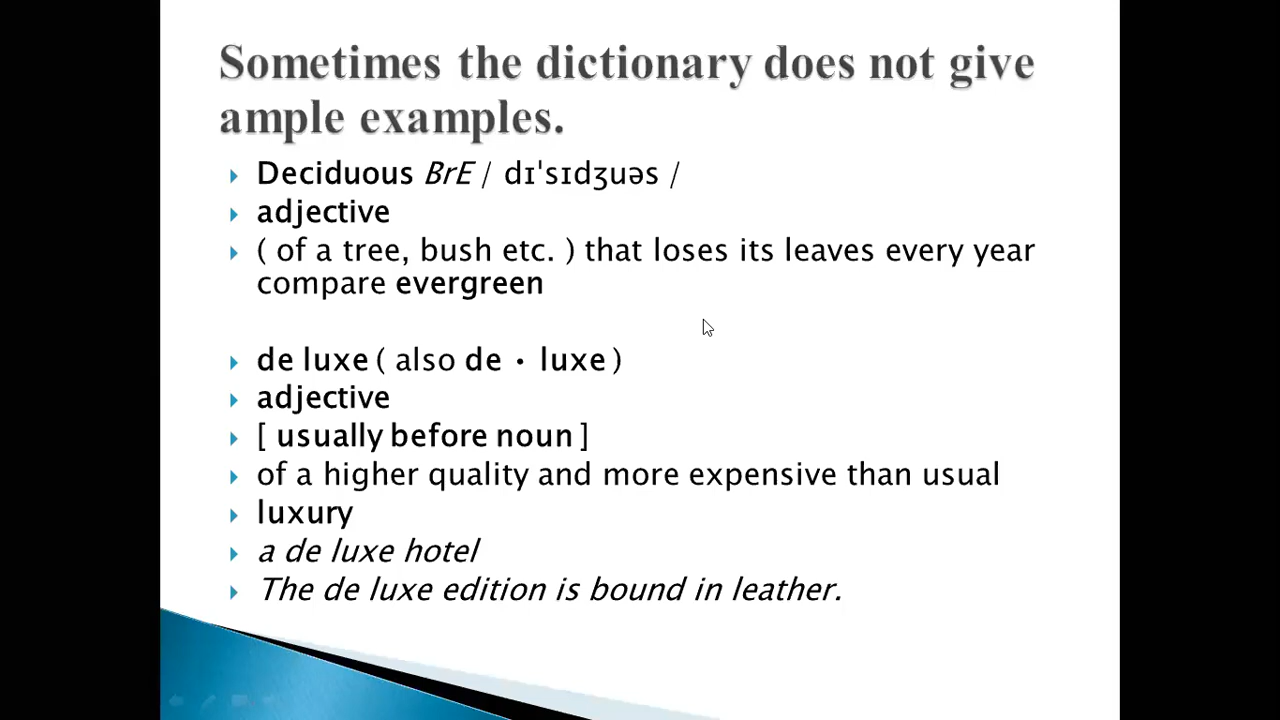 Sometimes the dictionary does not give
ample examples.
Deciduous BrE / dɪˈsɪdʒuəs /
adjective
( of a tree, bush etc. ) that loses its leaves every year
compare evergreen
de luxe ( also de • luxe )
adjective
[ usually before noun ]
of a higher quality and more expensive than usual
luxury
a de luxe hotel
The de luxe edition is bound in leather.